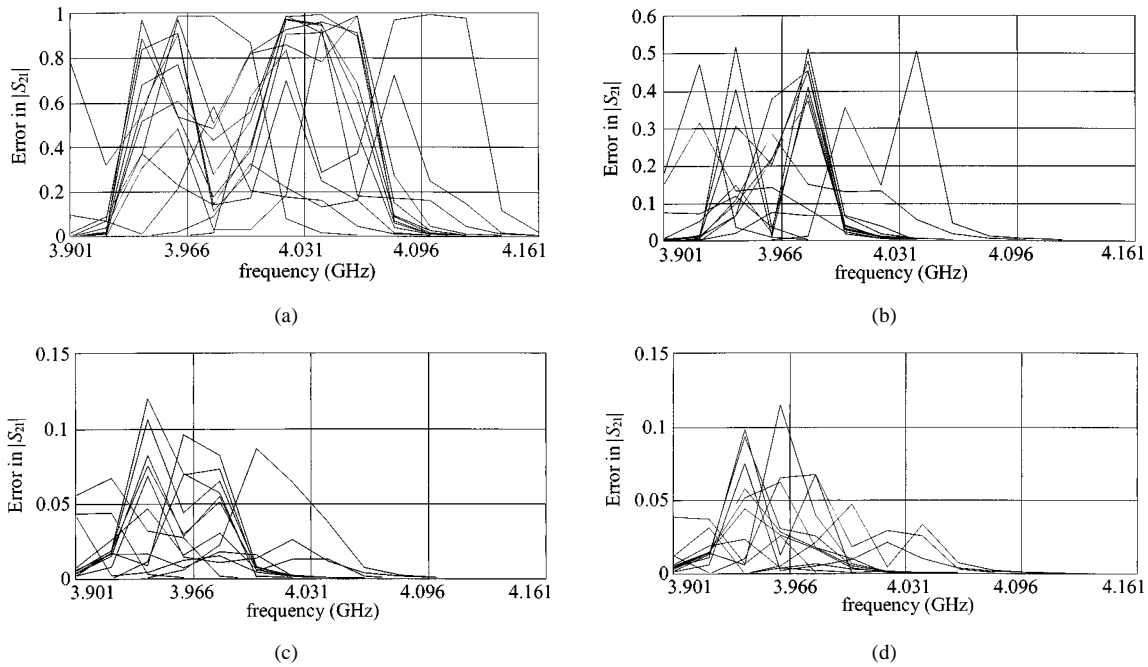 Error in |S21|
1
0.8
0.6
0.4
0.2
0
3.901 3.966 4.031 4.096 4.161
frequency (GHz)
(a)
Error in |S21|
0.6
0.5
0.4
0.3
0.2
0.1
0
3.901 3.966 4.031 4.096 4.161
frequency (GHz)
(b)
Error in |S21|
0.15
0.1
0.05
0
3.901 3.966 4.031 4.096 4.161
frequency (GHz)
(c)
Error in |S21|
0.15
0.1
0.05
0
3.901 3.966 4.031 4.096 4.161
frequency (GHz)
(d)